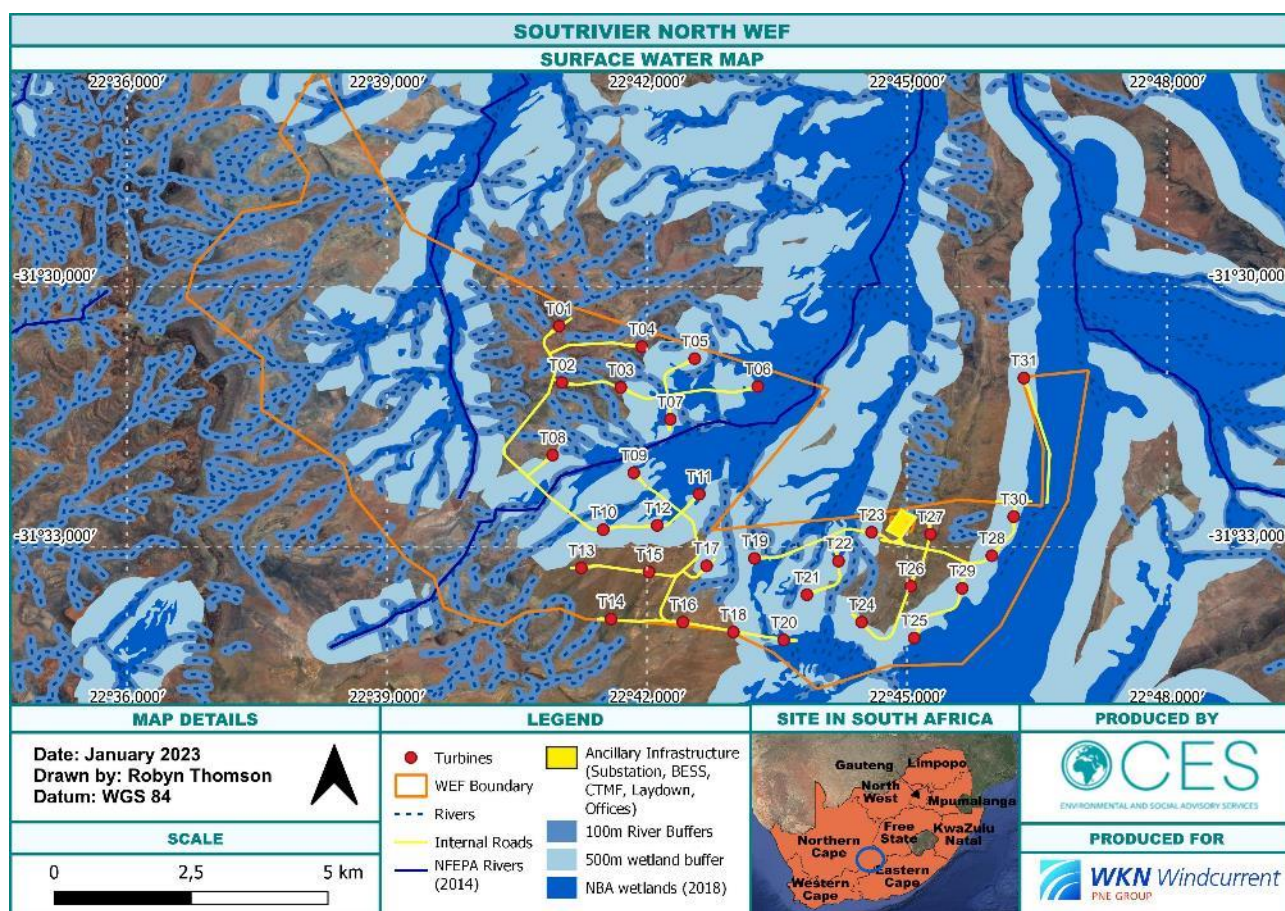 SOUTRIVIER NORTH WEF
SURFACE WATER MAP
22°36,000' 22°39,000' 22°42,000' 22°45,000' 22°48,000'
-31°30,000' -31°30,000'
T01
T04
T05
T02
T03
T06
T31
T07
T08
T09
T11
T10
T12
T30
T23
T27
-31°33,000' -31°33,000'
T13
T15
T17
T19
T22
T28
T21
T26
T29
T14
T16
T18
T20
T24
T25
22°36,000' 22°39,000' 22°42,000' 22°45,000' 22°48,000'
MAP DETAILS
Date: January 2023
Drawn by: Robyn Thomson
Datum: WGS 84
SCALE
0 2,5 5 km
LEGEND
Turbines
WEF Boundary
Rivers
Internal Roads
NFEPA Rivers
(2014)
Ancillary Infrastructure
(Substation, BESS,
CTMF, Laydown,
Offices)
100m River Buffers
500m wetland buffer
NBA wetlands (2018)
SITE IN SOUTH AFRICA
Gauteng
Limpopo
North
West
Mpumalanga
Free
State
KwaZulu
Natal
Northern
Cape
Eastern
Cape
Western
Cape
PRODUCED BY
CES
ENVIRONMENTAL AND SOCIAL ADVISORY SERVICES
PRODUCED FOR
WKN Windcurrent
PNE GROUP